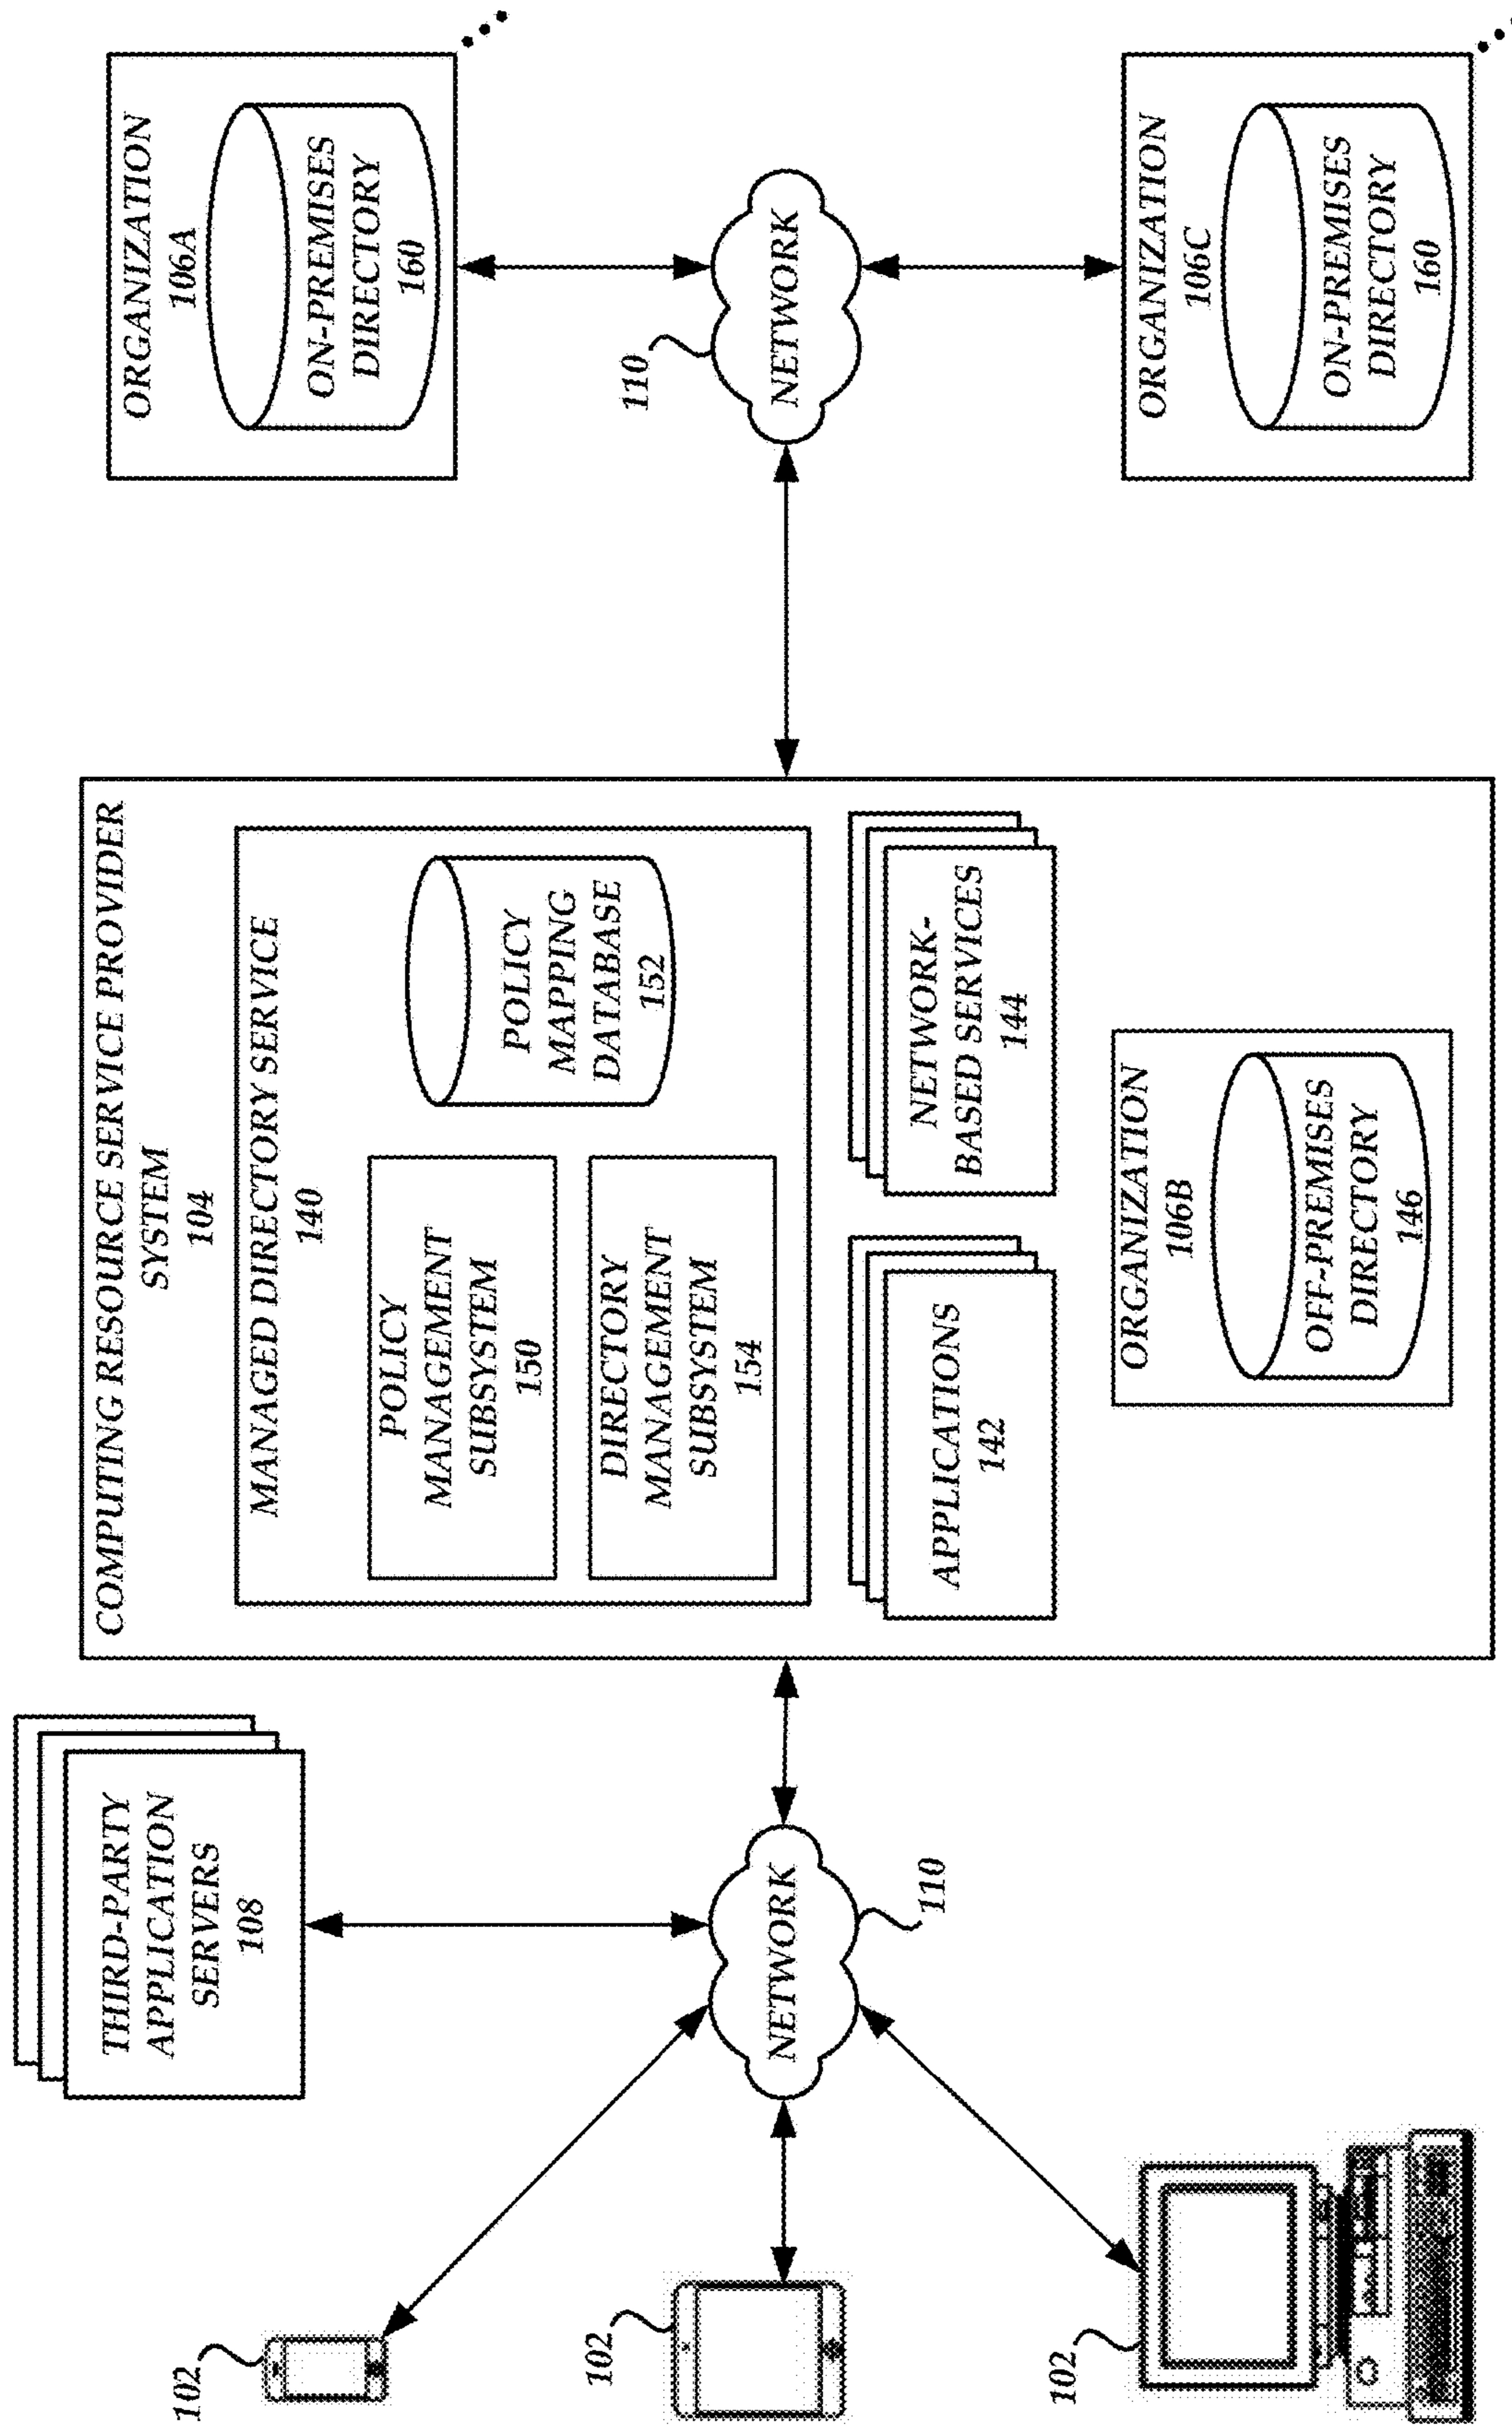 102
102
102
THIRD-PARTY
APPLICATION
SERVERS
108
NETWORK
110
COMPUTING RESOURCE SERVICE PROVIDER
SYSTEM
104
MANAGED DIRECTORY SERVICE
140
POLICY
MANAGEMENT
SUBSYSTEM
150
DIRECTORY
MANAGEMENT
SUBSYSTEM
154
POLICY
MAPPING
DATABASE
152
APPLICATIONS
142
NETWORK-
BASED SERVICES
144
ORGANIZATION
106B
OFF-PREMISES
DIRECTORY
146
110
NETWORK
ORGANIZATION
106A
ON-PREMISES
DIRECTORY
160
ORGANIZATION
106C
ON-PREMISES
DIRECTORY
160